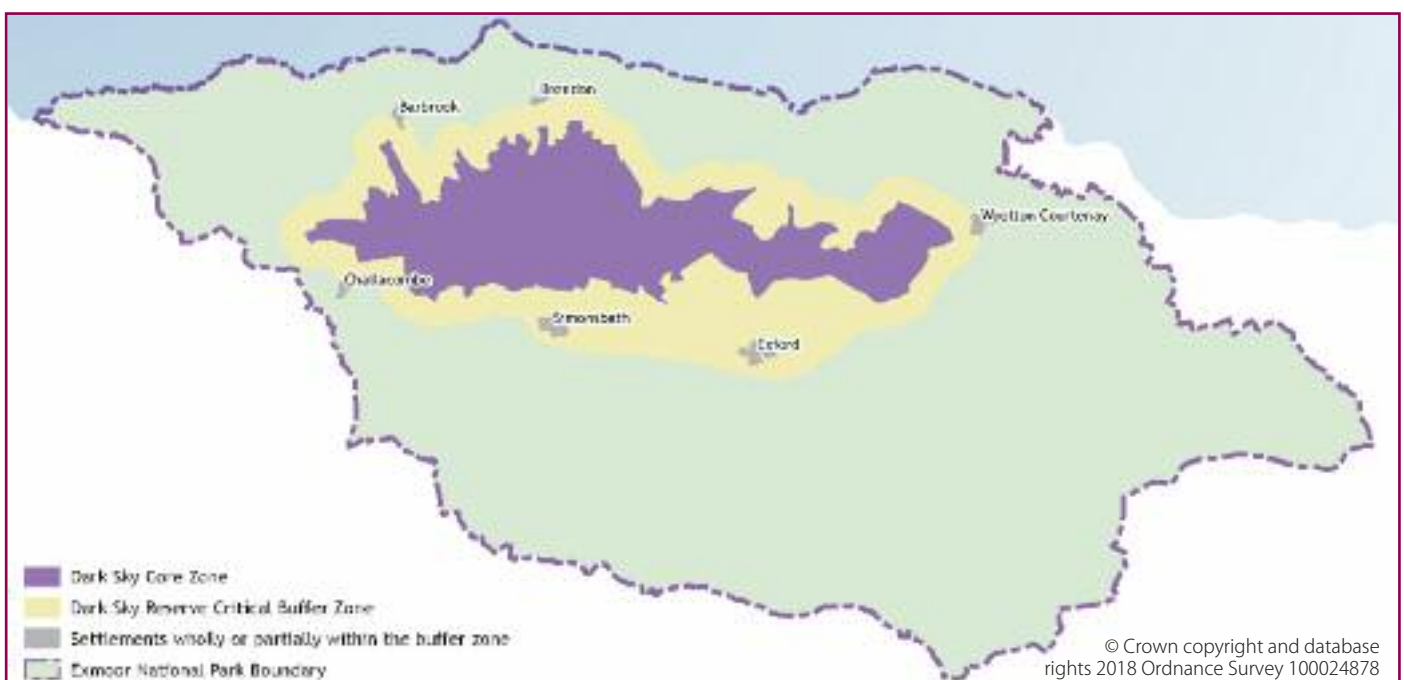 Brendon
Barbrook
Wootton Courtenay
Challacombe
Simonsbath
Exford
Dark Sky Core Zone
Dark Sky Reserve Critical Buffer Zone
Settlements wholly or partially within the buffer zone
Exmoor National Park Boundary
© Crown copyright and database
rights 2018 Ordnance Survey 100024878